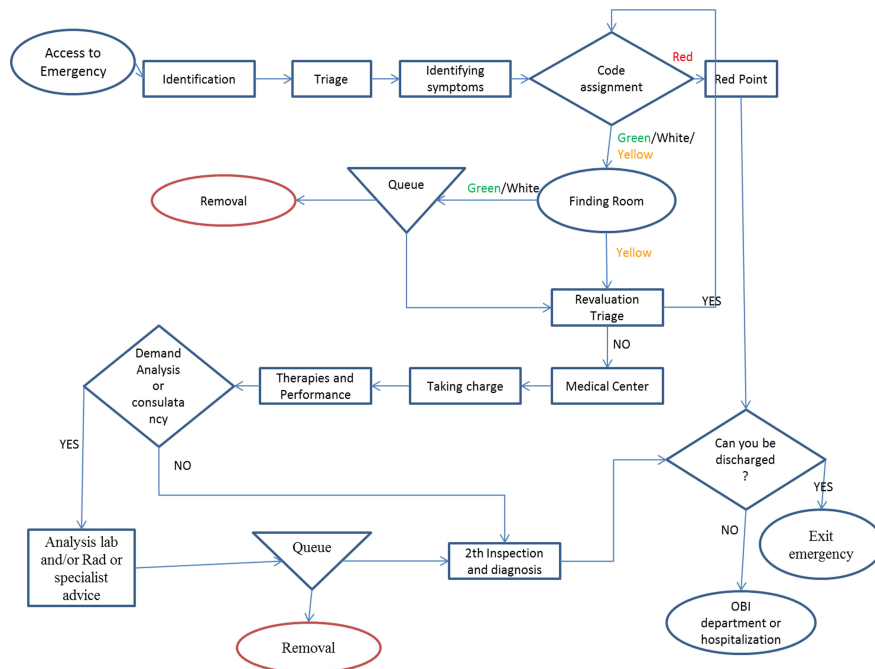 Access to
Emergency
Identification
Triage
Identifying
symptoms
Code
assignment
Red
Red Point
Green/White/
Yellow
Removal
Queue
Green/White
Finding Room
Yellow
Revaluation
Triage
YES
NO
Demand
Analysis
or
consulata
ncy
Therapies and
Performance
Taking charge
Medical Center
YES
NO
Can you be
discharged
?
YES
NO
Analysis lab
and/or Rad or
specialist
advice
Queue
2th Inspection
and diagnosis
Exit
emergency
Removal
OBI
department or
hospitalization